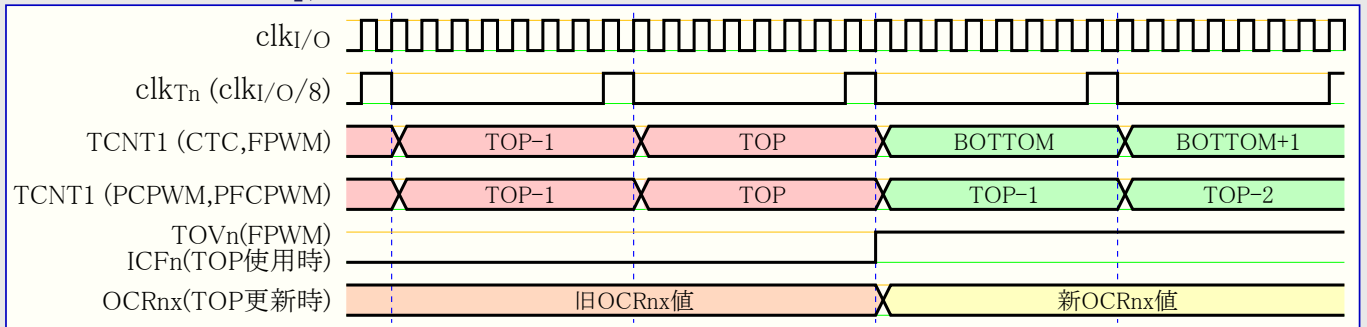 clkI/O
clkTn (clkI/O/8)
TCNT1 (CTC,FPWM) TOP-1 TOP BOTTOM BOTTOM+1
TCNT1 (PCPWM,PFCPWM) TOP-1 TOP TOP-1 TOP-2
TOVn(FPWM)
ICFn(TOP使用時)
OCRnx(TOP更新時) 旧OCRnx値 新OCRnx値